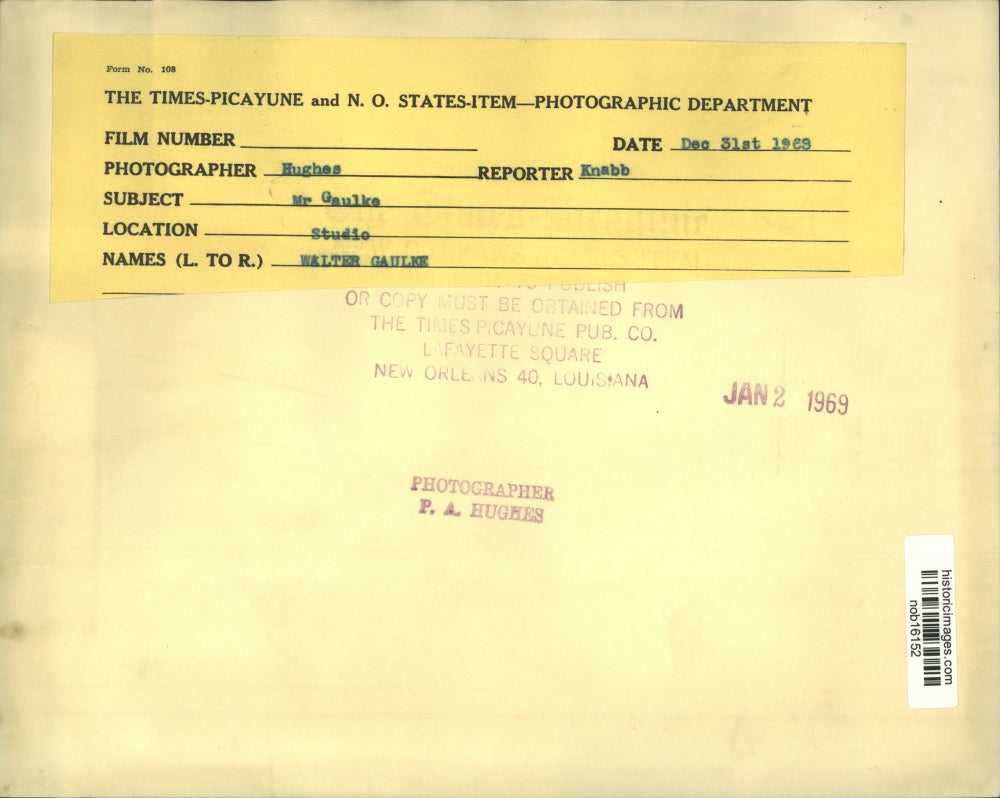 Form No. 108
THE TIMES-PICAYUNE and N. O. STATES-ITEM—PHOTOGRAPHIC DEPARTMENT
FILM NUMBER
DATE Dec 31st 1968
PHOTOGRAPHER Hughes REPORTER Knabb
SUBJECT Mr Gaulke
LOCATION Studio
NAMES (L. TO R.) WALTER GAULKE
TO PUBLISH
OR COPY MUST BE OBTAINED FROM
THE TIMES PICAYUNE PUB. CO.
LAFAYETTE SQUARE
NEW ORLEANS 40, LOUISIANA
JAN 2 1969
PHOTOGRAPHER
P. A. HUGHES
historicimages.com
nob16152